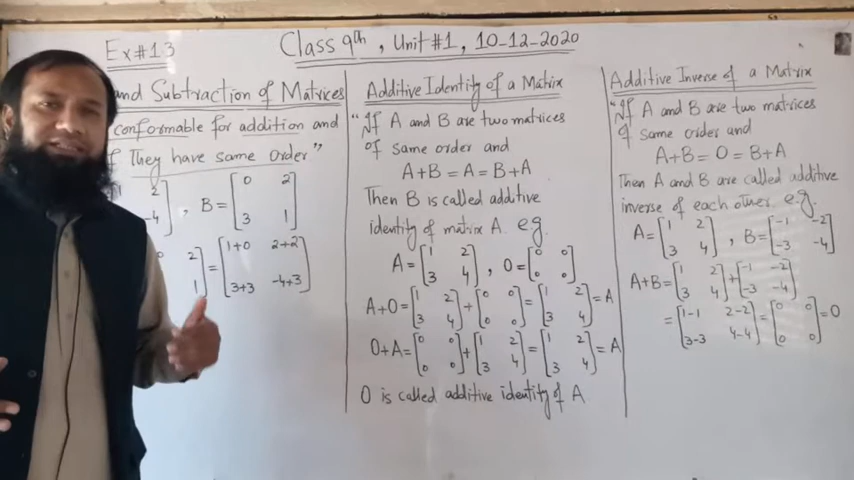 Ex#13
Class 9th, Unit #1, 10-12-2020
and Subtraction of Matrices
conformable for addition and
if They have same Order"
2
-4] , B = [0 2
3 1]
2
1] = [1+0 2+2
3+3 -4+3]
Additive Identity of a Matrix
"If A and B are two matrices
of same order and
A+B = A = B+A
Then B is called additive
identity of matrix A. e.g.
A = [1 2
3 4] , O = [0 0
0 0]
A+O = [1 2
3 4] + [0 0
0 0] = [1 2
3 4] = A
O+A = [0 0
0 0] + [1 2
3 4] = [1 2
3 4] = A
O is called additive identity of A
Additive Inverse of a Matrix
"If A and B are two matrices
of same order and
A+B = O = B+A
Then A and B are called additive
inverse of each other. e.g.
A = [1 2
3 4] , B = [-1 -2
-3 -4]
A+B = [1 2
3 4] + [-1 -2
-3 -4]
= [1-1 2-2
3-3 4-4] = [0 0
0 0] = O